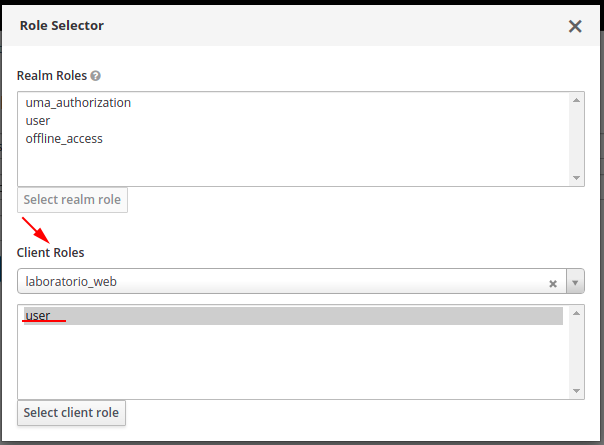 Role Selector
Realm Roles
uma_authorization
user
offline_access
Select realm role
Client Roles
laboratorio_web
user
Select client role